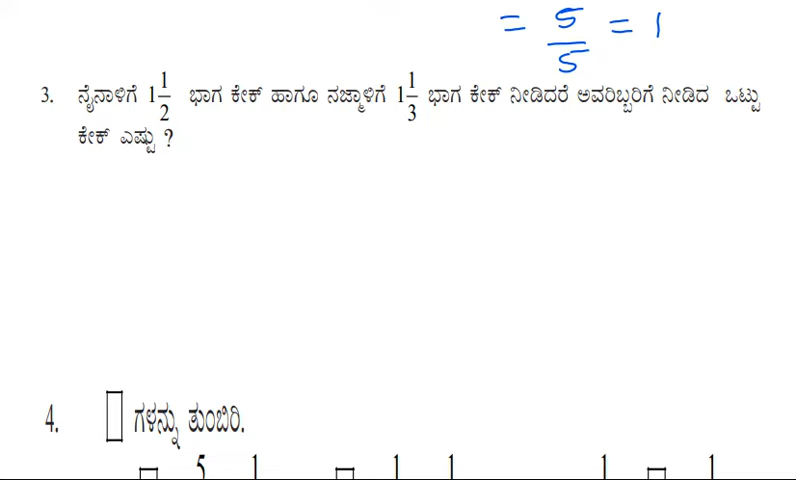 = 5/5 = 1
3. ನೈನಾಳಿಗೆ 1 1/2 ಭಾಗ ಕೇಕ್ ಹಾಗೂ ನಜ್ಮಾಳಿಗೆ 1 1/3 ಭಾಗ ಕೇಕ್ ನೀಡಿದರೆ ಅವರಿಬ್ಬರಿಗೆ ನೀಡಿದ ಒಟ್ಟು
ಕೇಕ್ ಎಷ್ಟು ?
4. □ ಗಳನ್ನು ತುಂಬಿರಿ.